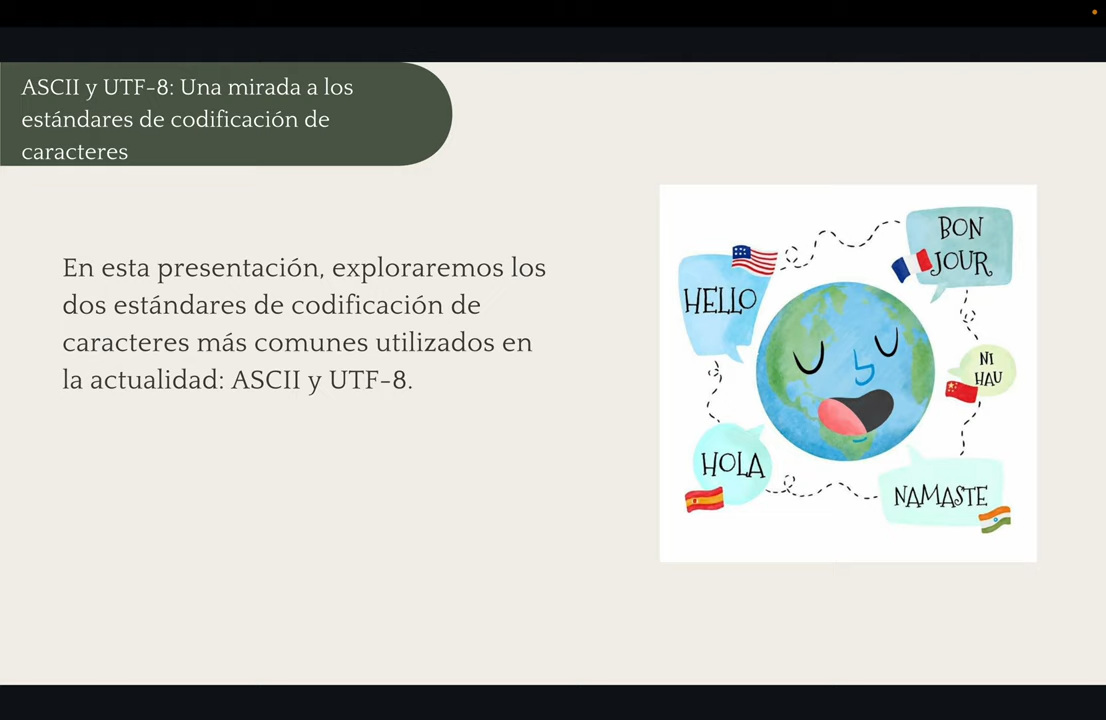 ASCII y UTF-8: Una mirada a los
estándares de codificación de
caracteres
En esta presentación, exploraremos los
dos estándares de codificación de
caracteres más comunes utilizados en
la actualidad: ASCII y UTF-8.
HELLO
BON
JOUR
NI
HAU
HOLA
NAMASTE